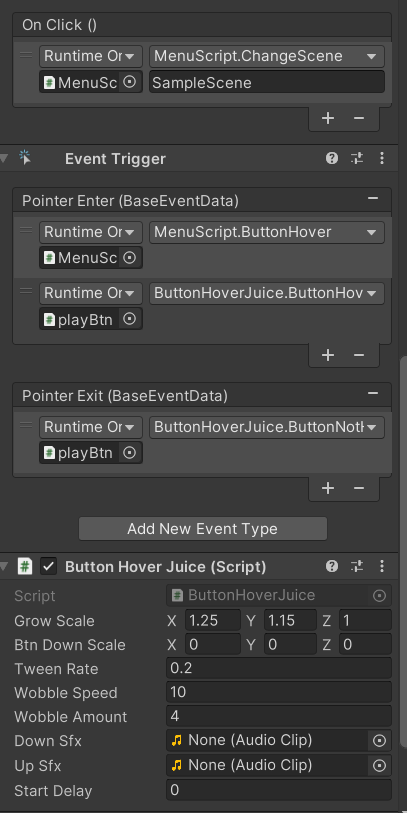 On Click ()
Runtime Or MenuScript.ChangeScene
MenuSc SampleScene
+ −
Event Trigger
Pointer Enter (BaseEventData) −
Runtime Or MenuScript.ButtonHover
MenuSc
Runtime Or ButtonHoverJuice.ButtonHov
playBtn
+ −
Pointer Exit (BaseEventData) −
Runtime Or ButtonHoverJuice.ButtonNotH
playBtn
+ −
Add New Event Type
# Button Hover Juice (Script)
Script ButtonHoverJuice
Grow Scale X 1.25 Y 1.15 Z 1
Btn Down Scale X 0 Y 0 Z 0
Tween Rate 0.2
Wobble Speed 10
Wobble Amount 4
Down Sfx None (Audio Clip)
Up Sfx None (Audio Clip)
Start Delay 0